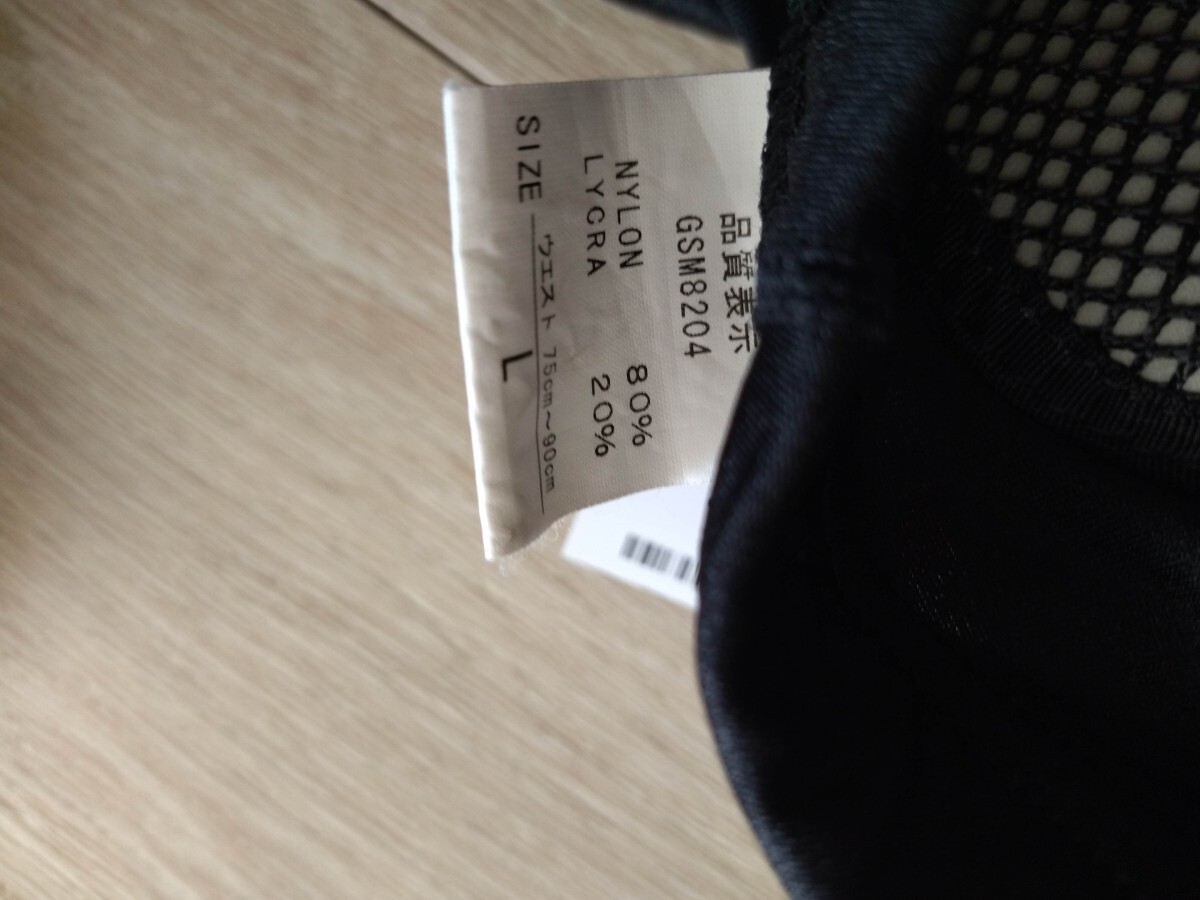 品質表示
GSM8204
NYLON 80%
LYCRA 20%
ウエスト 75cm～90cm
SIZE L